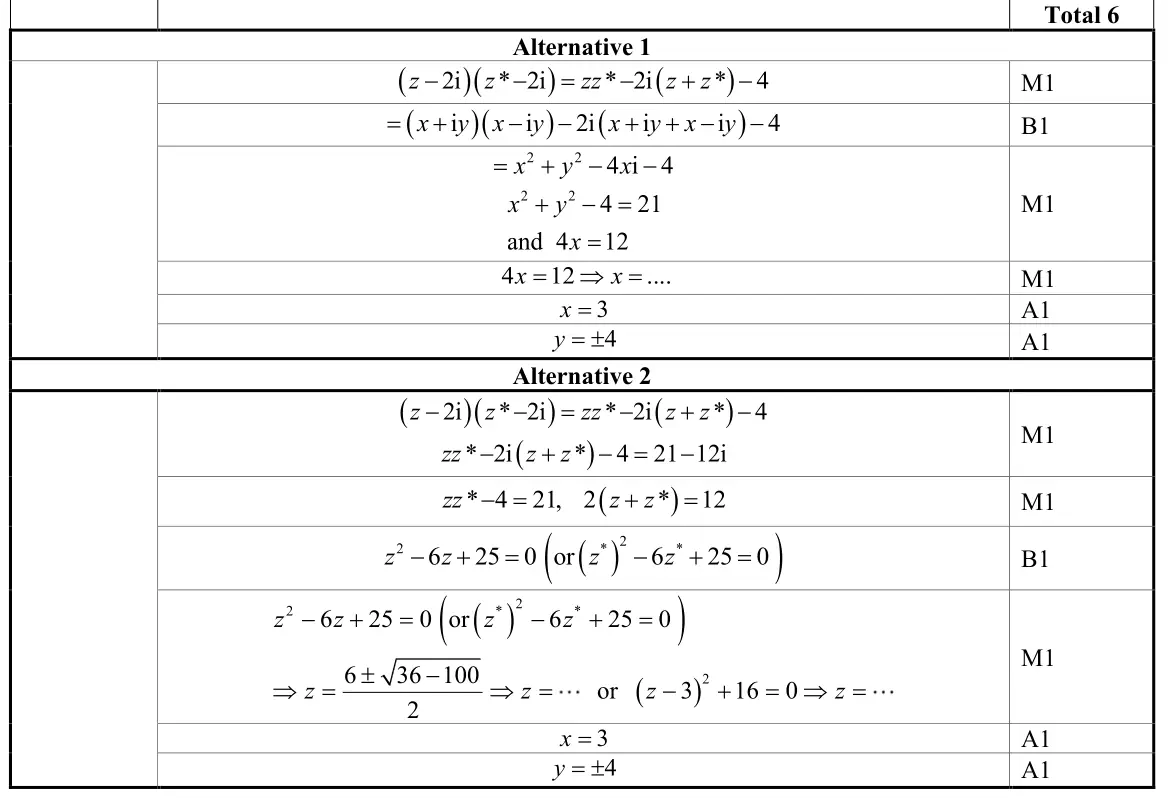 Total 6
Alternative 1
(z − 2i)(z* −2i) = zz* −2i(z + z*) − 4 M1
= (x + iy)(x − iy) − 2i(x + iy + x − iy) − 4 B1
= x² + y² − 4xi − 4
x² + y² − 4 = 21 M1
and 4x = 12
4x = 12 ⇒ x = .... M1
x = 3 A1
y = ±4 A1
Alternative 2
(z − 2i)(z* −2i) = zz* −2i(z + z*) − 4
zz* −2i(z + z*) − 4 = 21 − 12i M1
zz* −4 = 21, 2(z + z*) = 12 M1
z² − 6z + 25 = 0 (or (z*)² − 6z* + 25 = 0) B1
z² − 6z + 25 = 0 (or (z*)² − 6z* + 25 = 0)
⇒ z = (6 ± √(36 − 100))/2 ⇒ z = ⋯ or (z − 3)² + 16 = 0 ⇒ z = ⋯ M1
x = 3 A1
y = ±4 A1